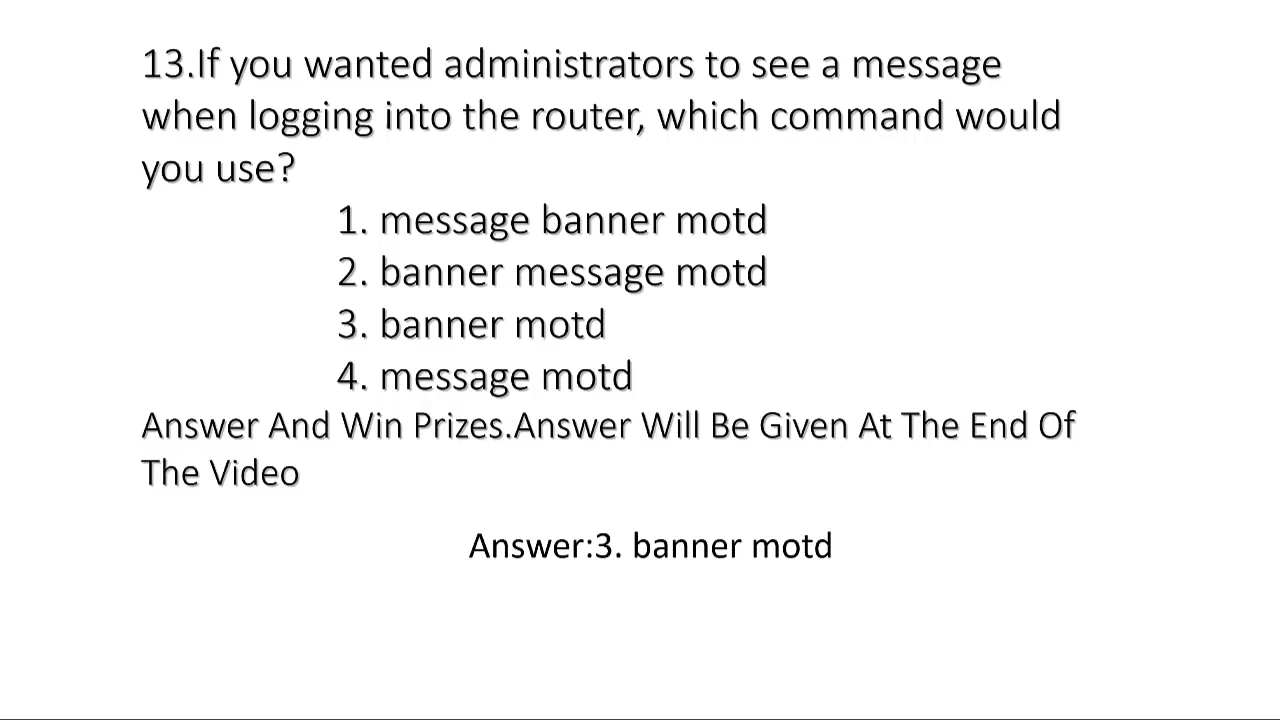 13.If you wanted administrators to see a message
when logging into the router, which command would
you use?
1. message banner motd
2. banner message motd
3. banner motd
4. message motd
Answer And Win Prizes.Answer Will Be Given At The End Of
The Video
Answer:3. banner motd